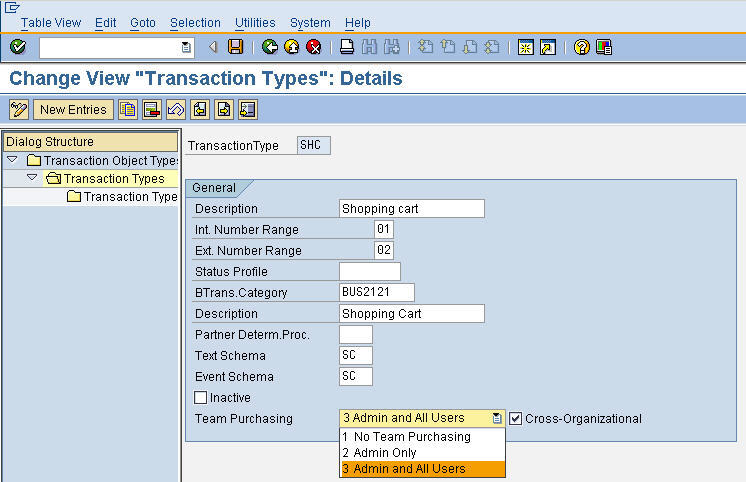 Table View Edit Goto Selection Utilities System Help
Change View "Transaction Types": Details
New Entries
Dialog Structure
Transaction Object Type
Transaction Types
Transaction Type
TransactionType SHC
General
Description Shopping cart
Int. Number Range 01
Ext. Number Range 02
Status Profile
BTrans.Category BUS2121
Description Shopping Cart
Partner Determ.Proc.
Text Schema SC
Event Schema SC
Inactive
Team Purchasing 3 Admin and All Users Cross-Organizational
1 No Team Purchasing
2 Admin Only
3 Admin and All Users